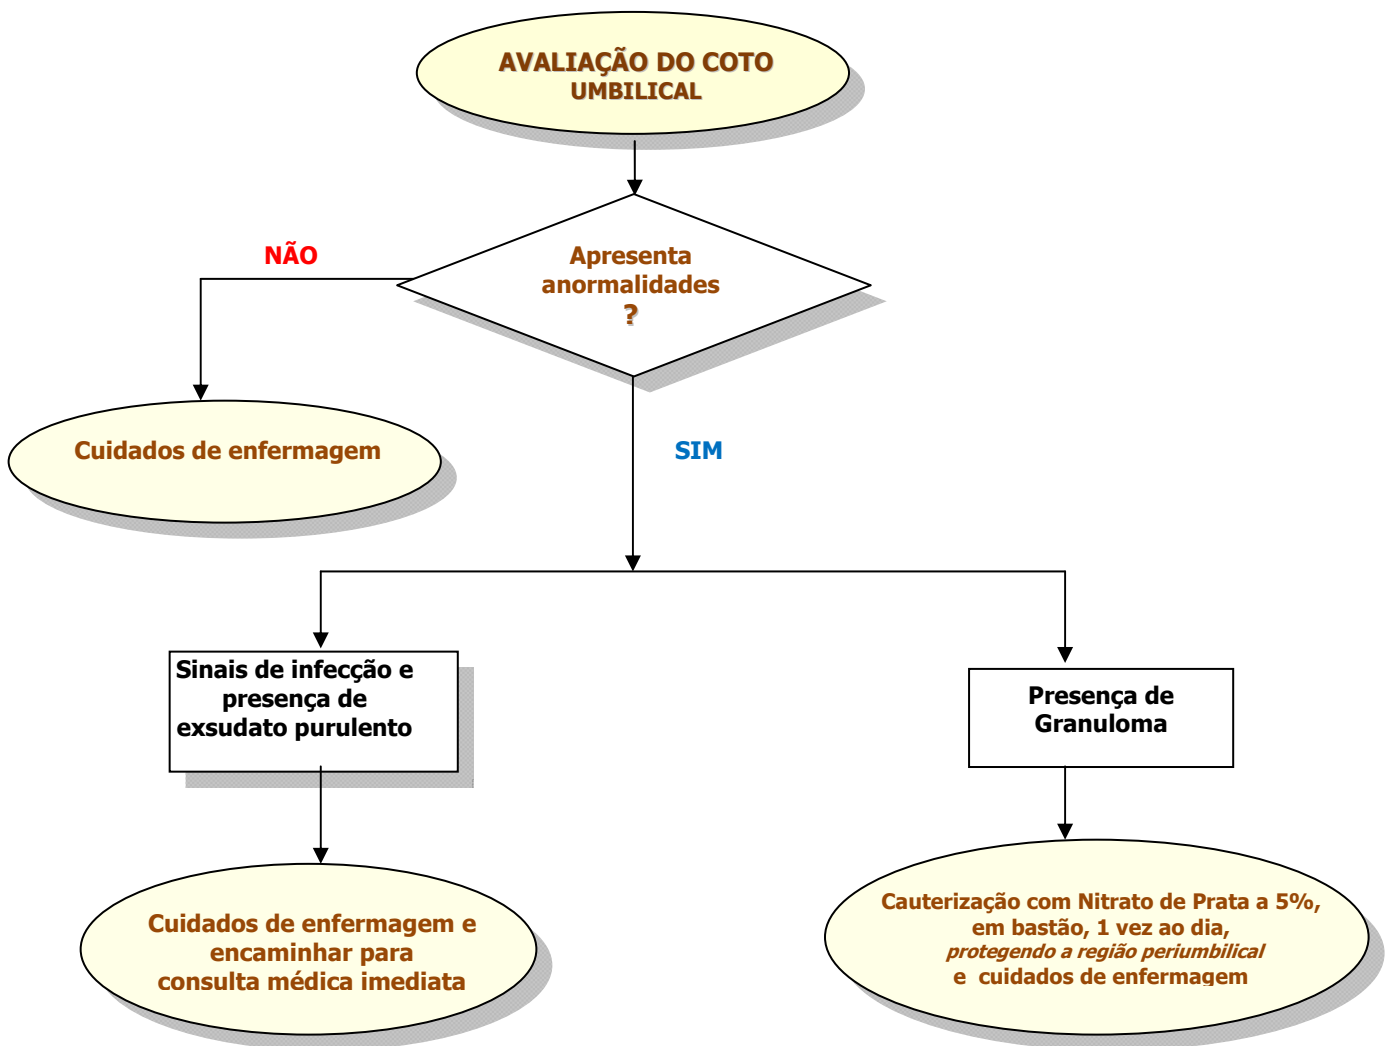 AVALIAÇÃO DO COTO
UMBILICAL
Apresenta
anormalidades
?
NÃO
Cuidados de enfermagem
SIM
Sinais de infecção e
presença de
exsudato purulento
Presença de
Granuloma
Cuidados de enfermagem e
encaminhar para
consulta médica imediata
Cauterização com Nitrato de Prata a 5%,
em bastão, 1 vez ao dia,
protegendo a região periumbilical
e cuidados de enfermagem